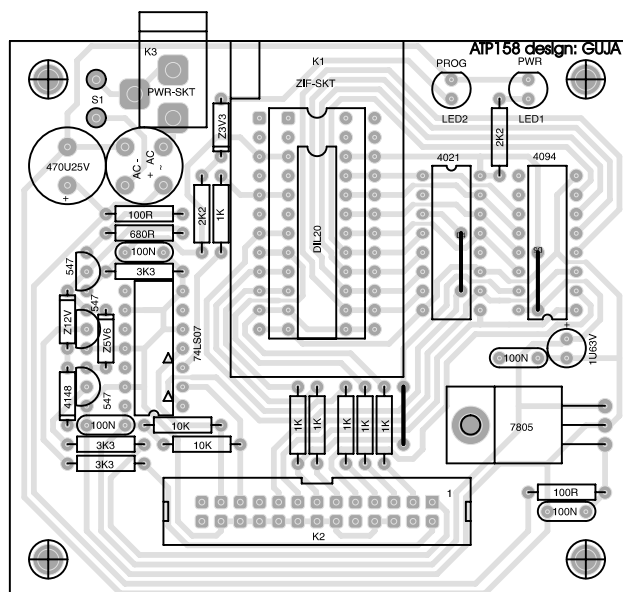 ATP158 design: GUJA
K3
K1
PROG
PWR
PWR-SKT
ZIF-SKT
S1
LED2
LED1
Z3V3
2K2
4021
4094
470U25V
+
AC -
AC
+ ~
100R
680R
100N
3K3
2K2
1K
DIL20
547
547
Z12V
Z5V6
74LS07
+
1U63V
100N
4148
547
100N
10K
3K3
10K
3K3
1K
1K
1K
1K
1K
7805
100R
100N
1
K2